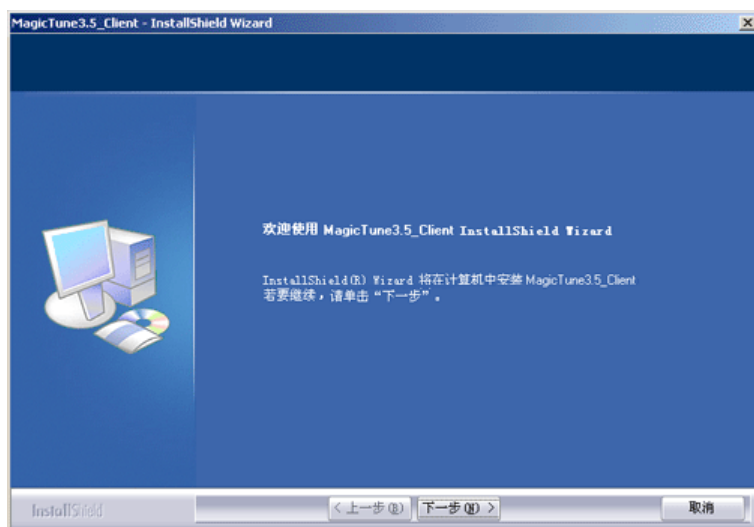 MagicTune3.5_Client - InstallShield Wizard
欢迎使用 MagicTune3.5_Client InstallShield Wizard
InstallShield(R) Wizard 将在计算机中安装 MagicTune3.5_Client
若要继续，请单击“下一步”。
InstallShield
< 上一步(B) 下一步(N) > 取消